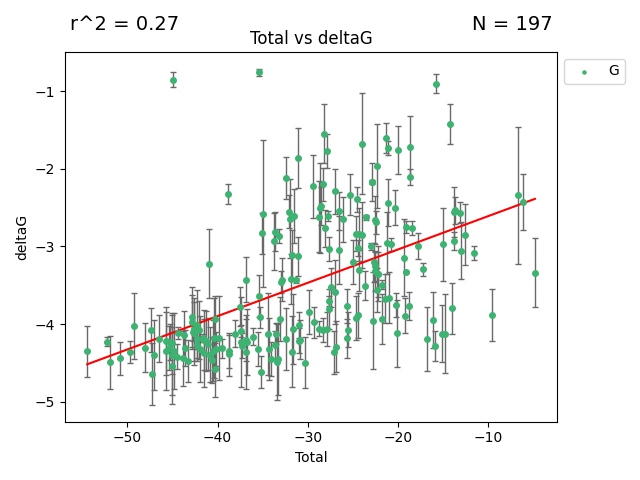 r^2 = 0.27
N = 197
Total vs deltaG
G
−1
−2
−3
−4
−5
deltaG
−50
−40
−30
−20
−10
Total